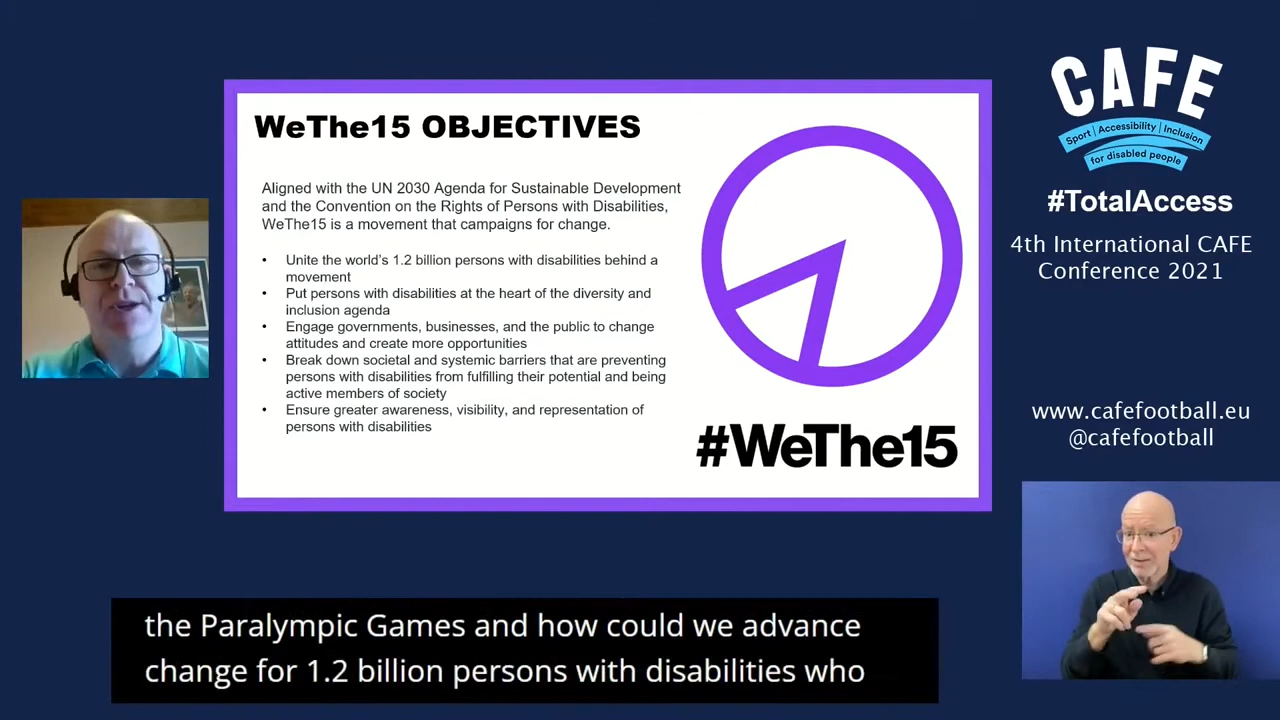 WeThe15 OBJECTIVES
Aligned with the UN 2030 Agenda for Sustainable Development
and the Convention on the Rights of Persons with Disabilities,
WeThe15 is a movement that campaigns for change.
• Unite the world's 1.2 billion persons with disabilities behind a
movement
• Put persons with disabilities at the heart of the diversity and
inclusion agenda
• Engage governments, businesses, and the public to change
attitudes and create more opportunities
• Break down societal and systemic barriers that are preventing
persons with disabilities from fulfilling their potential and being
active members of society
• Ensure greater awareness, visibility, and representation of
persons with disabilities
#WeThe15
CAFE
Sport | Accessibility | Inclusion
for disabled people
#TotalAccess
4th International CAFE
Conference 2021
www.cafefootball.eu
@cafefootball
the Paralympic Games and how could we advance
change for 1.2 billion persons with disabilities who